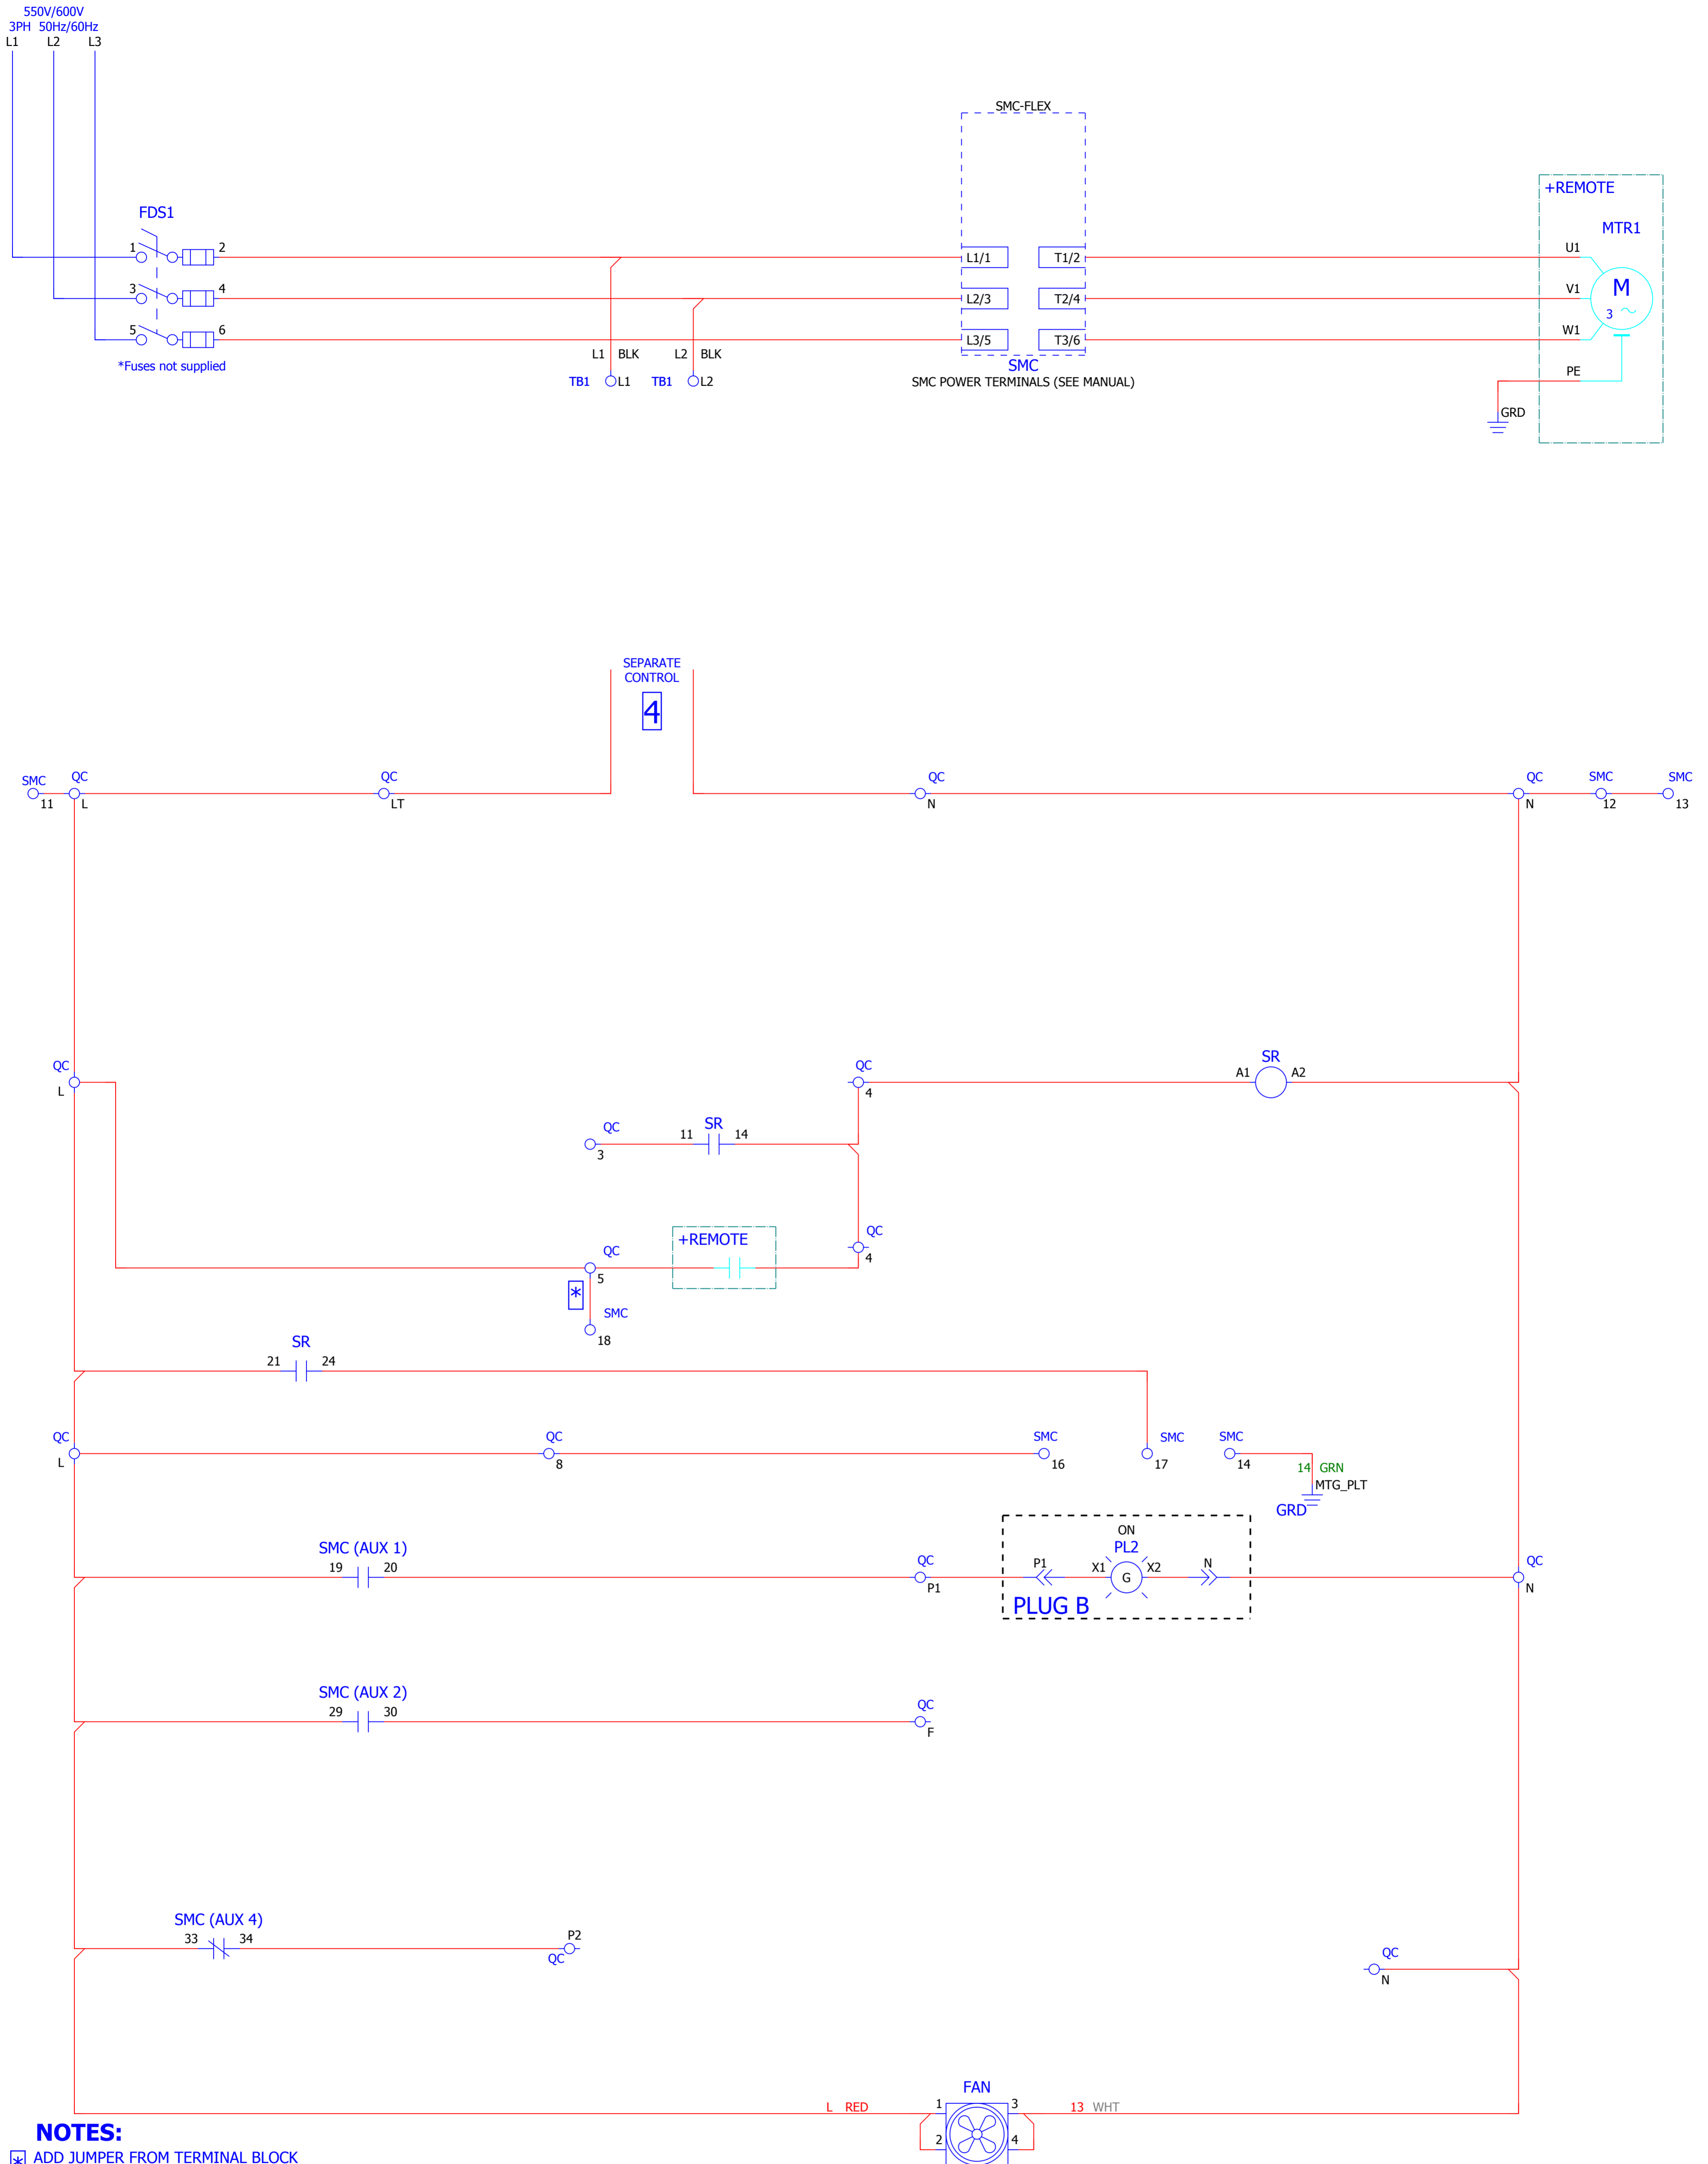 550V/600V
3PH 50Hz/60Hz
L1 L2 L3
SMC-FLEX
+REMOTE
FDS1
MTR1
1 2
L1/1 T1/2
U1
3 4
L2/3 T2/4
V1
M
3
5 6
L3/5 T3/6
W1
*Fuses not supplied
L1 BLK L2 BLK
SMC
PE
TB1 L1 TB1 L2
SMC POWER TERMINALS (SEE MANUAL)
GRD
SEPARATE
CONTROL
4
SMC QC QC QC QC SMC SMC
11 L LT N N 12 13
QC QC SR
L 4 A1 A2
QC SR
3 11 14
+REMOTE
QC
4
QC
5
*
SMC
18
SR
21 24
QC QC SMC SMC SMC
L 8 16 17 14
14 GRN
MTG_PLT
GRD
ON
SMC (AUX 1)
PL2
19 20
QC
P1
P1 X1 G X2 N
QC
N
PLUG B
SMC (AUX 2)
29 30
QC
F
SMC (AUX 4)
33 34
P2
QC
QC
N
FAN
L RED 1 3 13 WHT
2 4
NOTES:
* ADD JUMPER FROM TERMINAL BLOCK